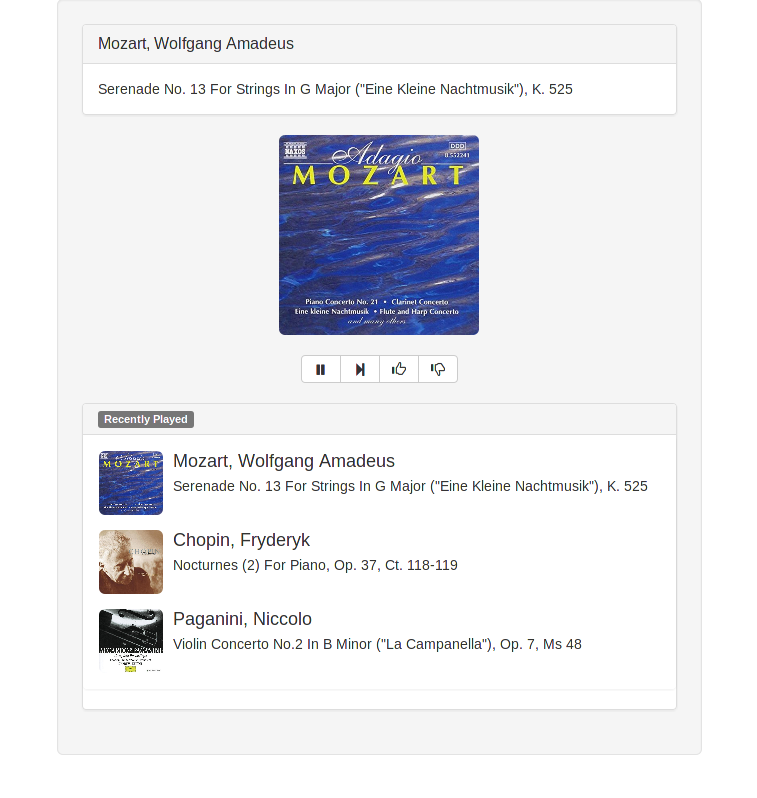 Mozart, Wolfgang Amadeus
Serenade No. 13 For Strings In G Major ("Eine Kleine Nachtmusik"), K. 525
NAXOS
DDD
8.552241
Adagio
MOZART
Piano Concerto No. 21 • Clarinet Concerto
Eine kleine Nachtmusik • Flute and Harp Concerto
and many others
Recently Played
MOZART
Mozart, Wolfgang Amadeus
Serenade No. 13 For Strings In G Major ("Eine Kleine Nachtmusik"), K. 525
Chopin, Fryderyk
Nocturnes (2) For Piano, Op. 37, Ct. 118-119
Paganini, Niccolo
Violin Concerto No.2 In B Minor ("La Campanella"), Op. 7, Ms 48